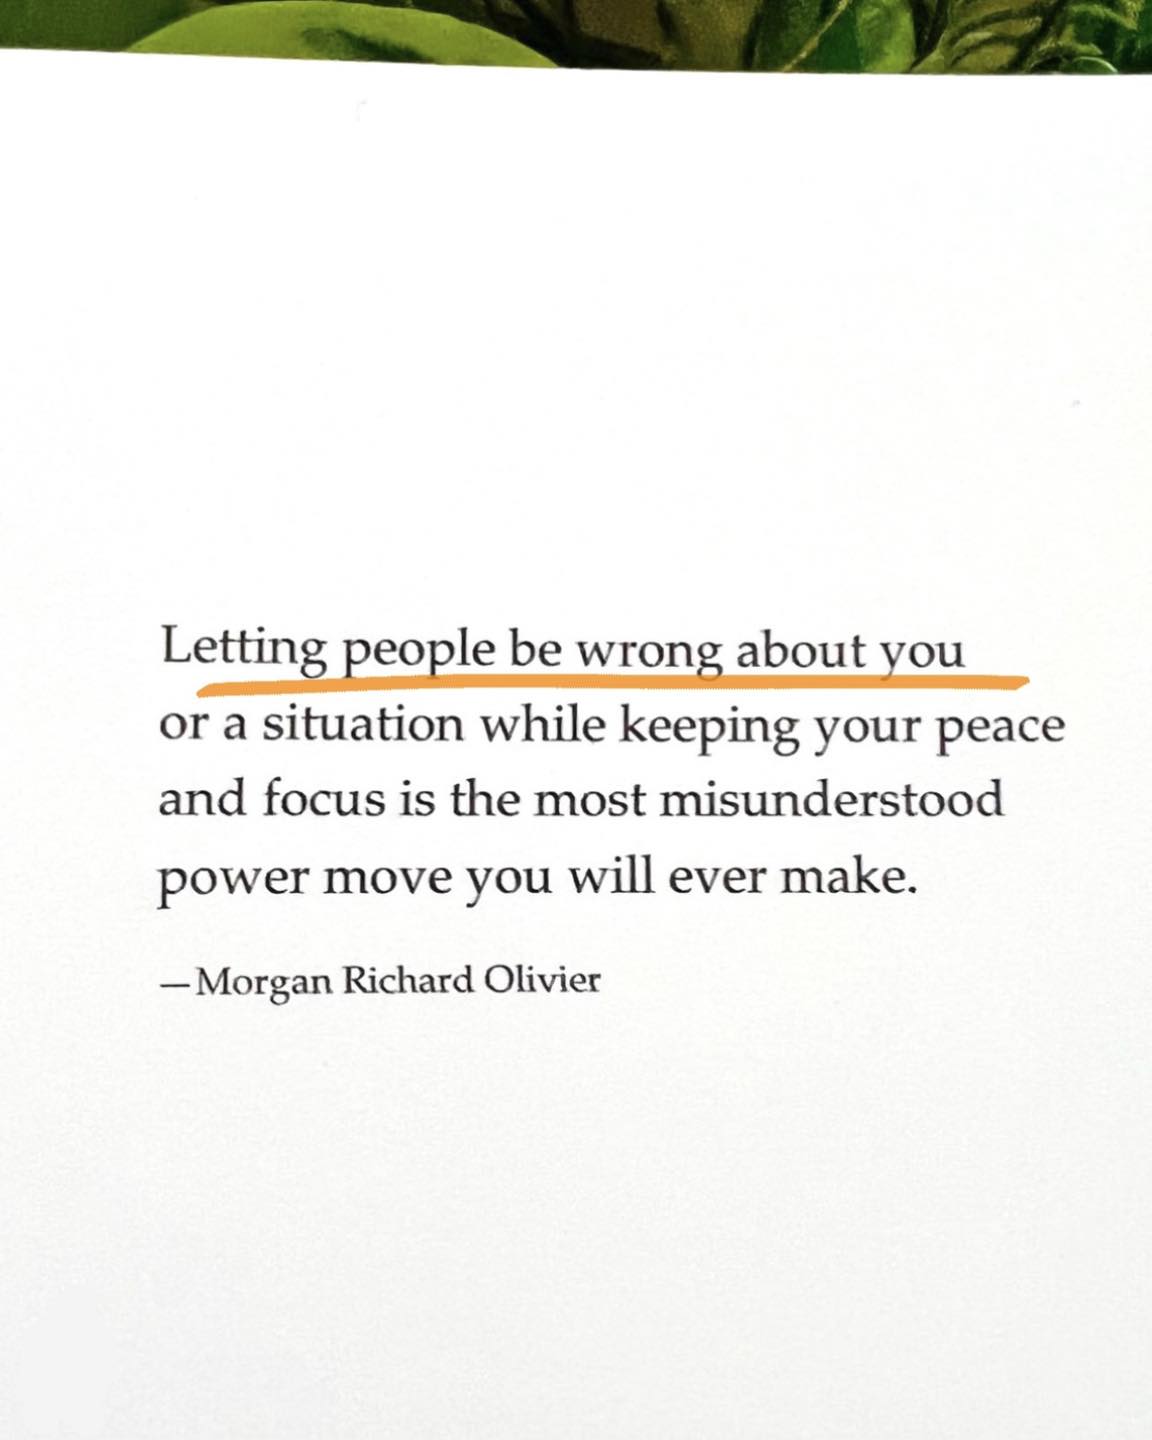 Letting people be wrong about you
or a situation while keeping your peace
and focus is the most misunderstood
power move you will ever make.
—Morgan Richard Olivier